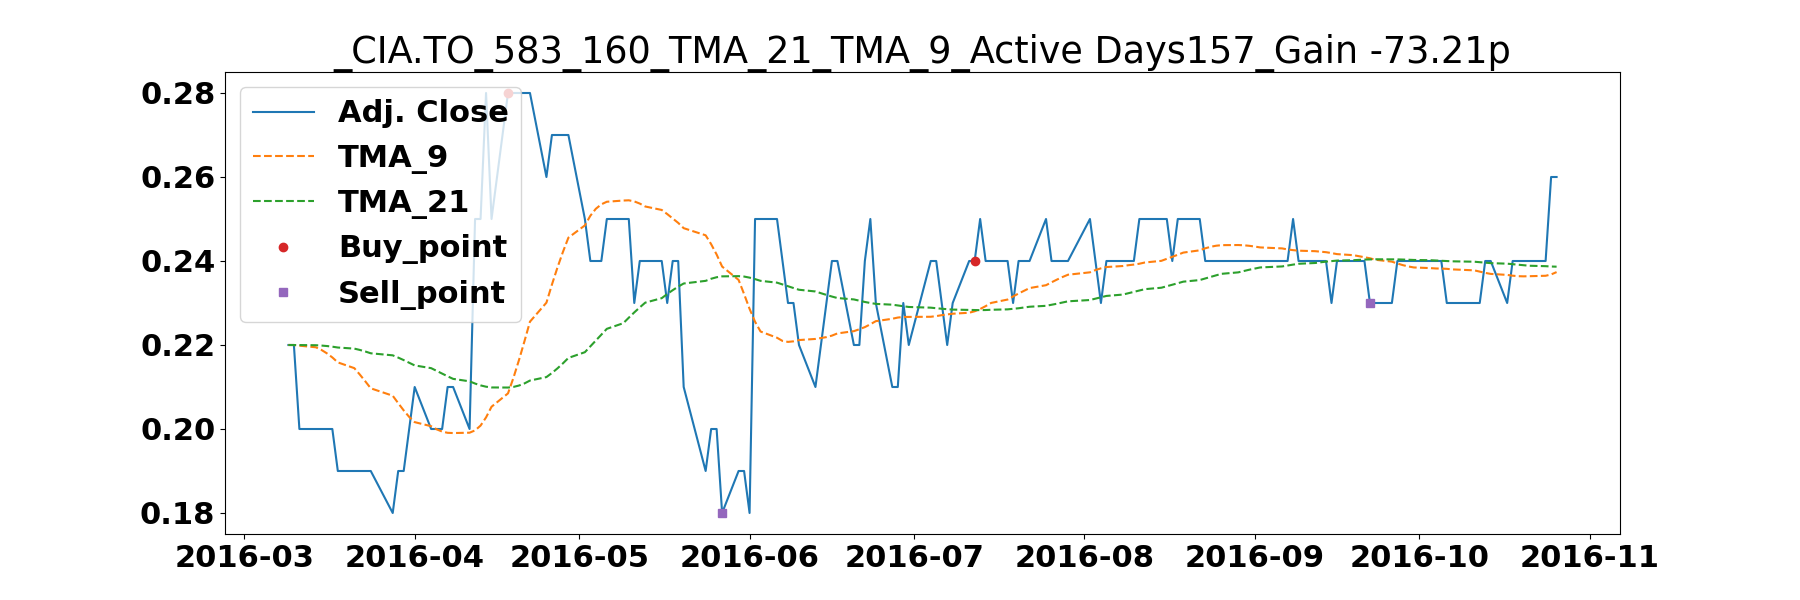 _CIA.TO_583_160_TMA_21_TMA_9_Active Days157_Gain -73.21p
0.28
0.26
0.24
0.22
0.20
0.18
Adj. Close
TMA_9
TMA_21
Buy_point
Sell_point
2016-03 2016-04 2016-05 2016-06 2016-07 2016-08 2016-09 2016-10 2016-11